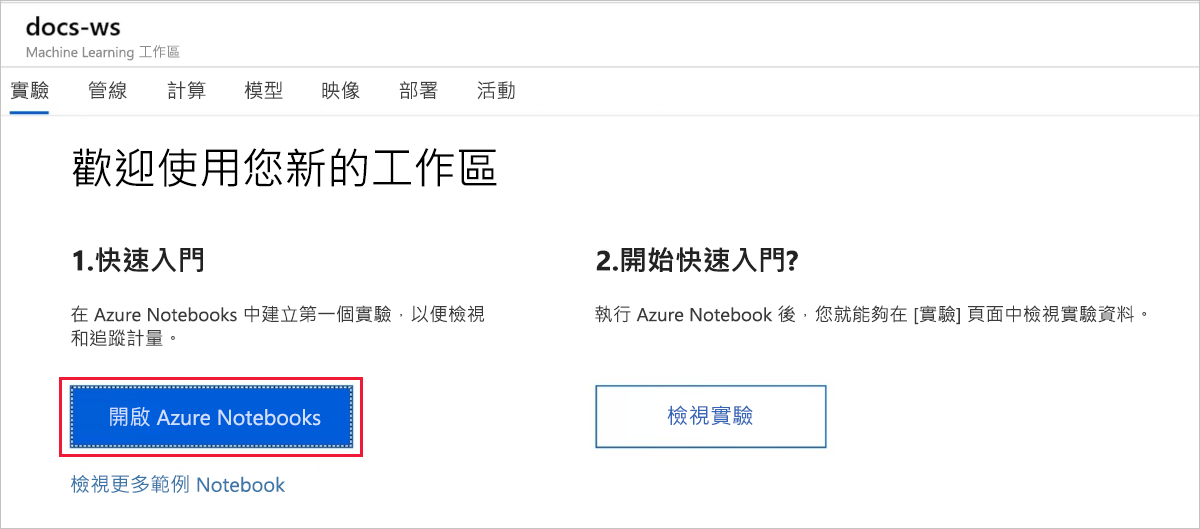 docs-ws
Machine Learning 工作區
實驗 管線 計算 模型 映像 部署 活動
歡迎使用您新的工作區
1.快速入門
在 Azure Notebooks 中建立第一個實驗，以便檢視
和追蹤計量。
開啟 Azure Notebooks
檢視更多範例 Notebook
2.開始快速入門?
執行 Azure Notebook 後，您就能夠在 [實驗] 頁面中檢視實驗資料。
檢視實驗